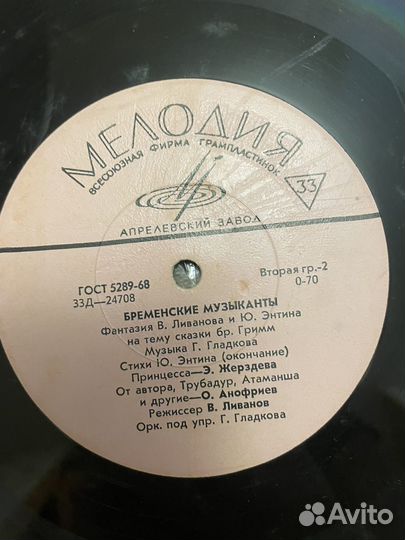 МЕЛОДИЯ
ВСЕСОЮЗНАЯ ФИРМА ГРАМПЛАСТИНОК
33
АПРЕЛЕВСКИЙ ЗАВОД
ГОСТ 5289-68
33Д—24708
Вторая гр.-2
0-70
БРЕМЕНСКИЕ МУЗЫКАНТЫ
Фантазия В. Ливанова и Ю. Энтина
на тему сказки бр. Гримм
Музыка Г. Гладкова
Стихи Ю. Энтина (окончание)
Принцесса—Э. Жерздева
От автора, Трубадур, Атаманша
и другие—О. Анофриев
Режиссер В. Ливанов
Орк. под упр. Г. Гладкова
Avito